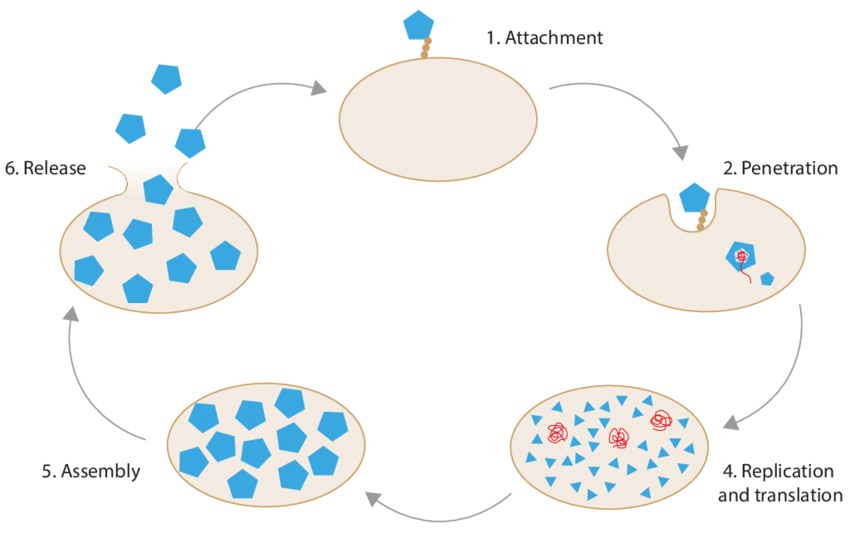 1. Attachment
2. Penetration
4. Replication
and translation
5. Assembly
6. Release